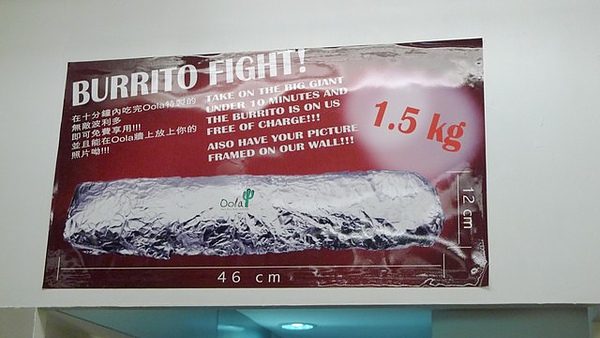 BURRITO FIGHT!
在十分鐘內吃完Oola特製的
無敵波利多
即可免費享用!!!
並且能在Oola牆上放上你的
照片呦!!!
TAKE ON THE BIG GIANT
UNDER 10 MINUTES AND
THE BURRITO IS ON US
FREE OF CHARGE!!!
AlSO HAVE YOUR PICTURE
FRAMED ON OUR WALL!!!
1.5 kg
Oola
12 cm
46 cm